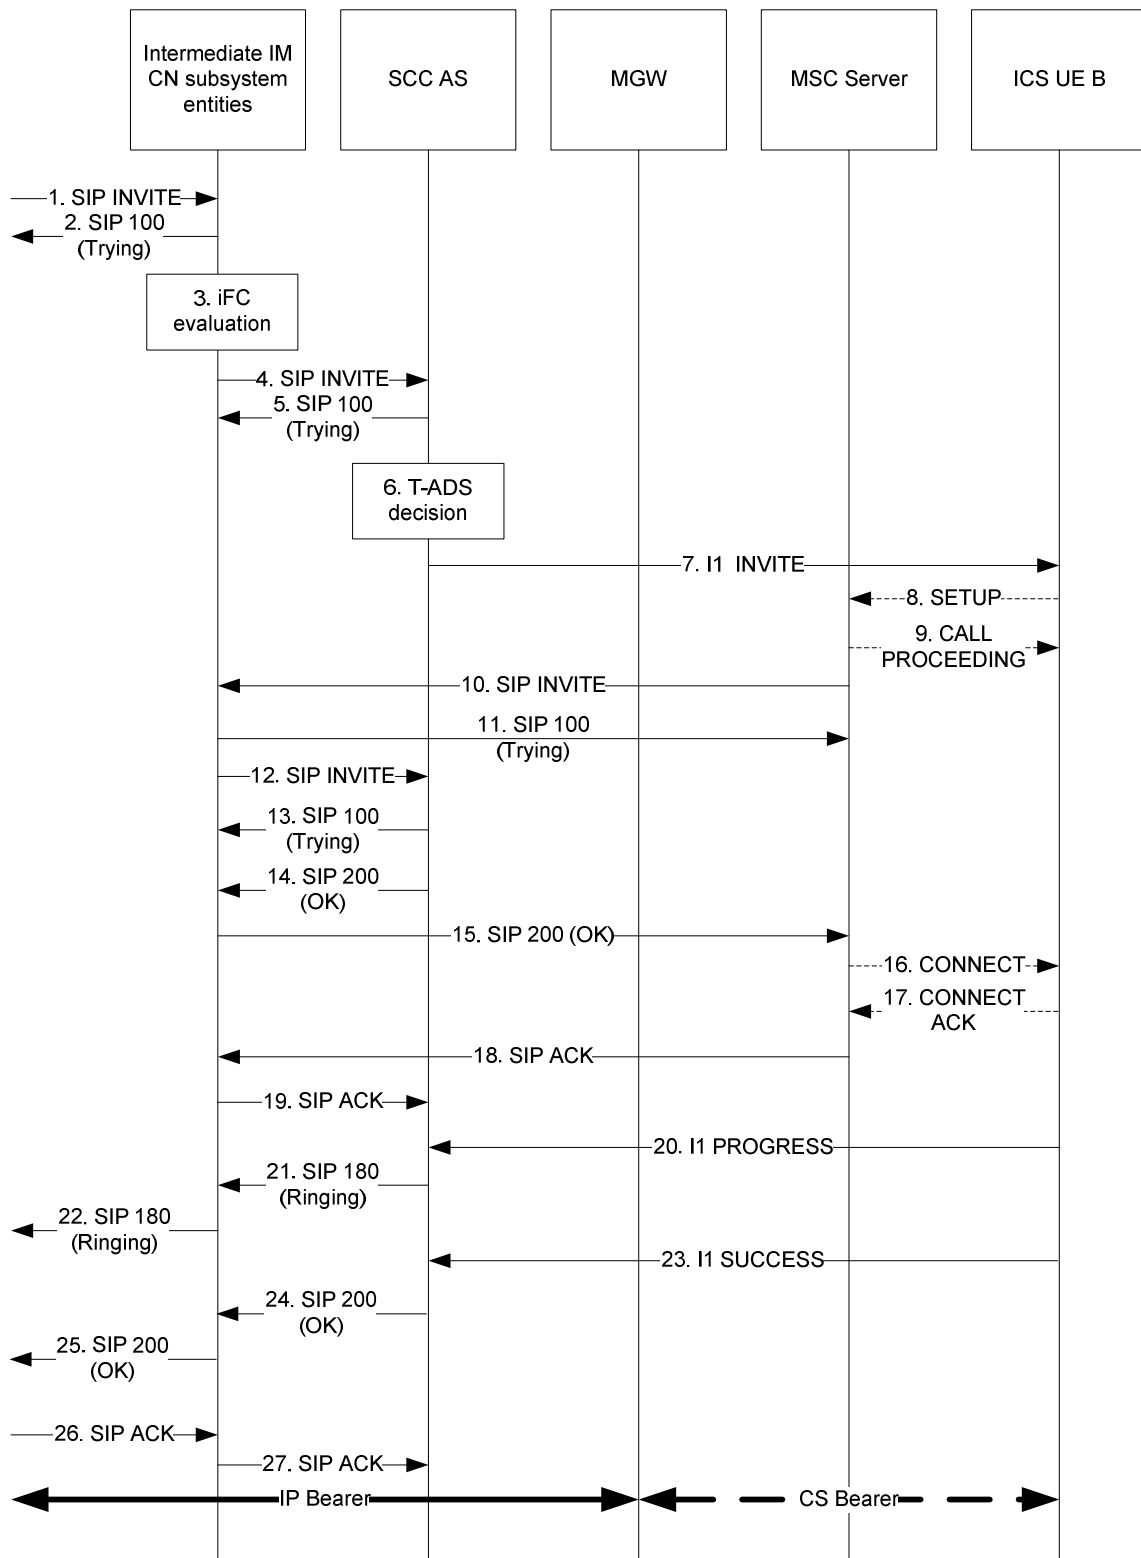 Intermediate IM
CN subsystem
entities
SCC AS
MGW
MSC Server
ICS UE B
1. SIP INVITE
2. SIP 100
(Trying)
3. iFC
evaluation
4. SIP INVITE
5. SIP 100
(Trying)
6. T-ADS
decision
7. I1 INVITE
8. SETUP
9. CALL
PROCEEDING
10. SIP INVITE
11. SIP 100
(Trying)
12. SIP INVITE
13. SIP 100
(Trying)
14. SIP 200
(OK)
15. SIP 200 (OK)
16. CONNECT
17. CONNECT
ACK
18. SIP ACK
19. SIP ACK
20. I1 PROGRESS
21. SIP 180
(Ringing)
22. SIP 180
(Ringing)
23. I1 SUCCESS
24. SIP 200
(OK)
25. SIP 200
(OK)
26. SIP ACK
27. SIP ACK
IP Bearer
CS Bearer